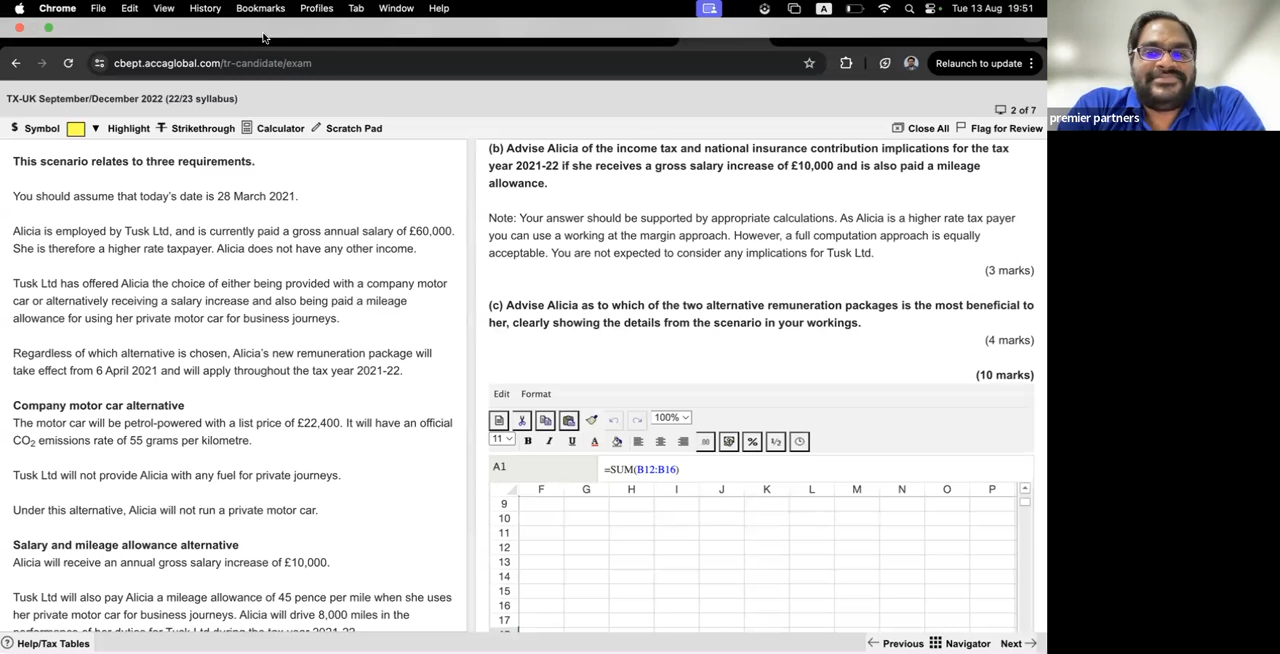 Chrome File Edit View History Bookmarks Profiles Tab Window Help A Tue 13 Aug 19:51
cbept.accaglobal.com/tr-candidate/exam
Relaunch to update
TX-UK September/December 2022 (22/23 syllabus)
2 of 7
$ Symbol Highlight Strikethrough Calculator Scratch Pad Close All Flag for Review
This scenario relates to three requirements.
You should assume that today's date is 28 March 2021.
Alicia is employed by Tusk Ltd, and is currently paid a gross annual salary of £60,000.
She is therefore a higher rate taxpayer. Alicia does not have any other income.
Tusk Ltd has offered Alicia the choice of either being provided with a company motor
car or alternatively receiving a salary increase and also being paid a mileage
allowance for using her private motor car for business journeys.
Regardless of which alternative is chosen, Alicia's new remuneration package will
take effect from 6 April 2021 and will apply throughout the tax year 2021-22.
Company motor car alternative
The motor car will be petrol-powered with a list price of £22,400. It will have an official
CO2 emissions rate of 55 grams per kilometre.
Tusk Ltd will not provide Alicia with any fuel for private journeys.
Under this alternative, Alicia will not run a private motor car.
Salary and mileage allowance alternative
Alicia will receive an annual gross salary increase of £10,000.
Tusk Ltd will also pay Alicia a mileage allowance of 45 pence per mile when she uses
her private motor car for business journeys. Alicia will drive 8,000 miles in the
performance of her duties for Tusk Ltd during the tax year 2021-22.
(b) Advise Alicia of the income tax and national insurance contribution implications for the tax
year 2021-22 if she receives a gross salary increase of £10,000 and is also paid a mileage
allowance.
Note: Your answer should be supported by appropriate calculations. As Alicia is a higher rate tax payer
you can use a working at the margin approach. However, a full computation approach is equally
acceptable. You are not expected to consider any implications for Tusk Ltd.
(3 marks)
(c) Advise Alicia as to which of the two alternative remuneration packages is the most beneficial to
her, clearly showing the details from the scenario in your workings.
(4 marks)
(10 marks)
Edit Format
100%
11 B I U A % 1/2
A1 =SUM(B12:B16)
F G H I J K L M N O P
9
10
11
12
13
14
15
16
17
Help/Tax Tables Previous Navigator Next
premier partners